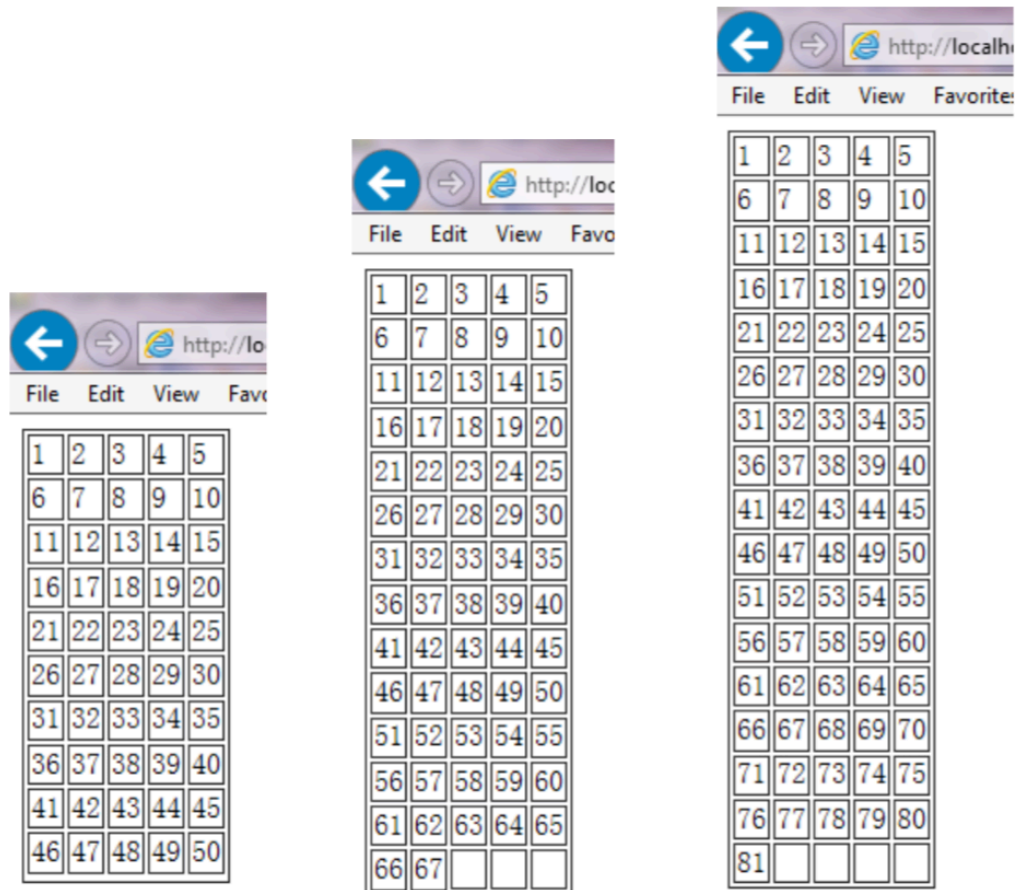 http://lo
File Edit View Favo
1 2 3 4 5
6 7 8 9 10
11 12 13 14 15
16 17 18 19 20
21 22 23 24 25
26 27 28 29 30
31 32 33 34 35
36 37 38 39 40
41 42 43 44 45
46 47 48 49 50
http://loc
File Edit View Favo
1 2 3 4 5
6 7 8 9 10
11 12 13 14 15
16 17 18 19 20
21 22 23 24 25
26 27 28 29 30
31 32 33 34 35
36 37 38 39 40
41 42 43 44 45
46 47 48 49 50
51 52 53 54 55
56 57 58 59 60
61 62 63 64 65
66 67
http://localh
File Edit View Favorites
1 2 3 4 5
6 7 8 9 10
11 12 13 14 15
16 17 18 19 20
21 22 23 24 25
26 27 28 29 30
31 32 33 34 35
36 37 38 39 40
41 42 43 44 45
46 47 48 49 50
51 52 53 54 55
56 57 58 59 60
61 62 63 64 65
66 67 68 69 70
71 72 73 74 75
76 77 78 79 80
81